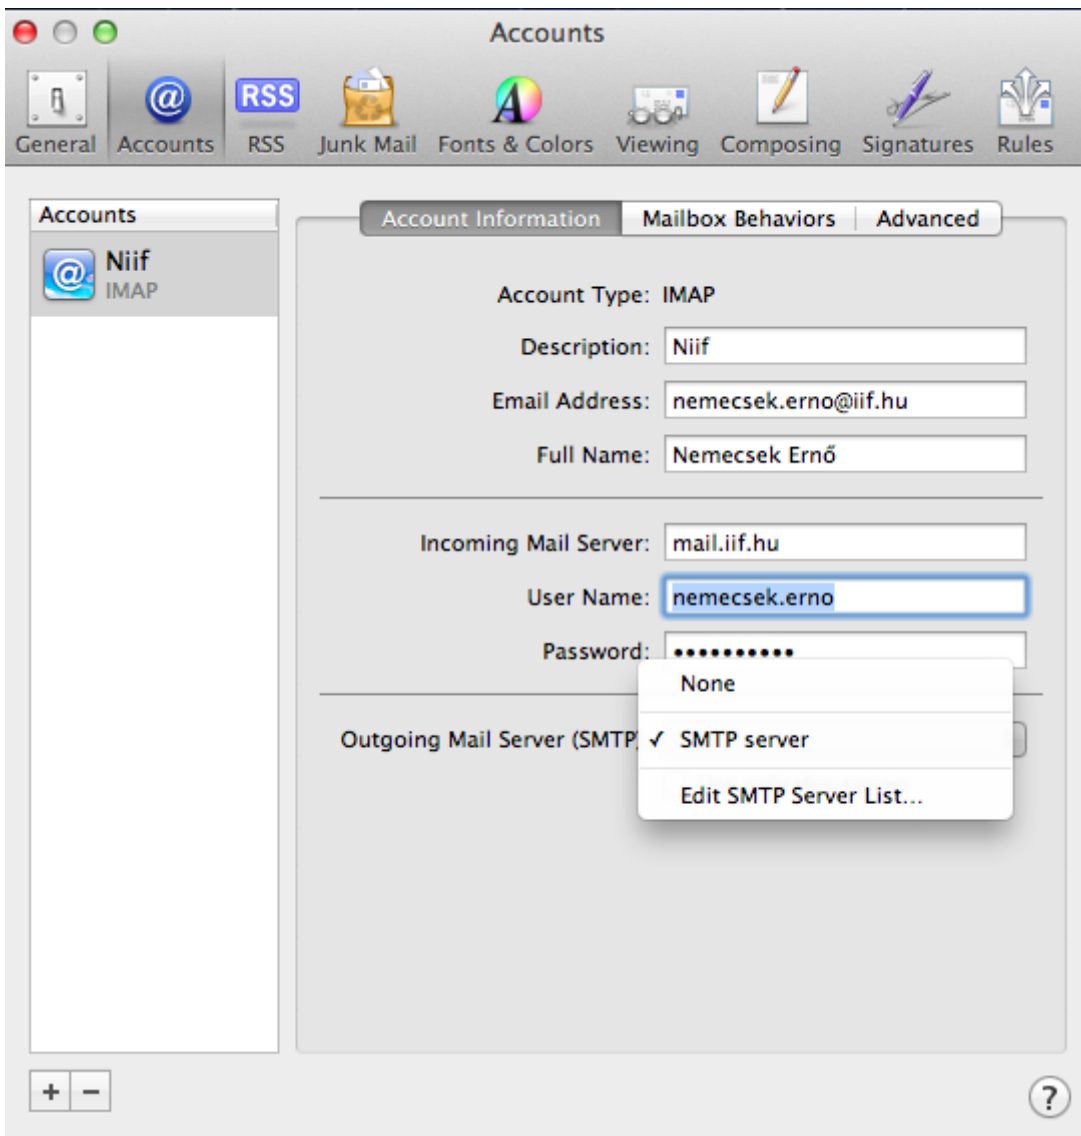 Accounts
General Accounts RSS Junk Mail Fonts & Colors Viewing Composing Signatures Rules
RSS
Accounts
Niif
IMAP
Account Information Mailbox Behaviors Advanced
Account Type: IMAP
Description: Niif
Email Address: nemecsek.erno@iif.hu
Full Name: Nemecsek Ernő
Incoming Mail Server: mail.iif.hu
User Name: nemecsek.erno
Password: ••••••••••
None
Outgoing Mail Server (SMTP) ✓ SMTP server
Edit SMTP Server List...